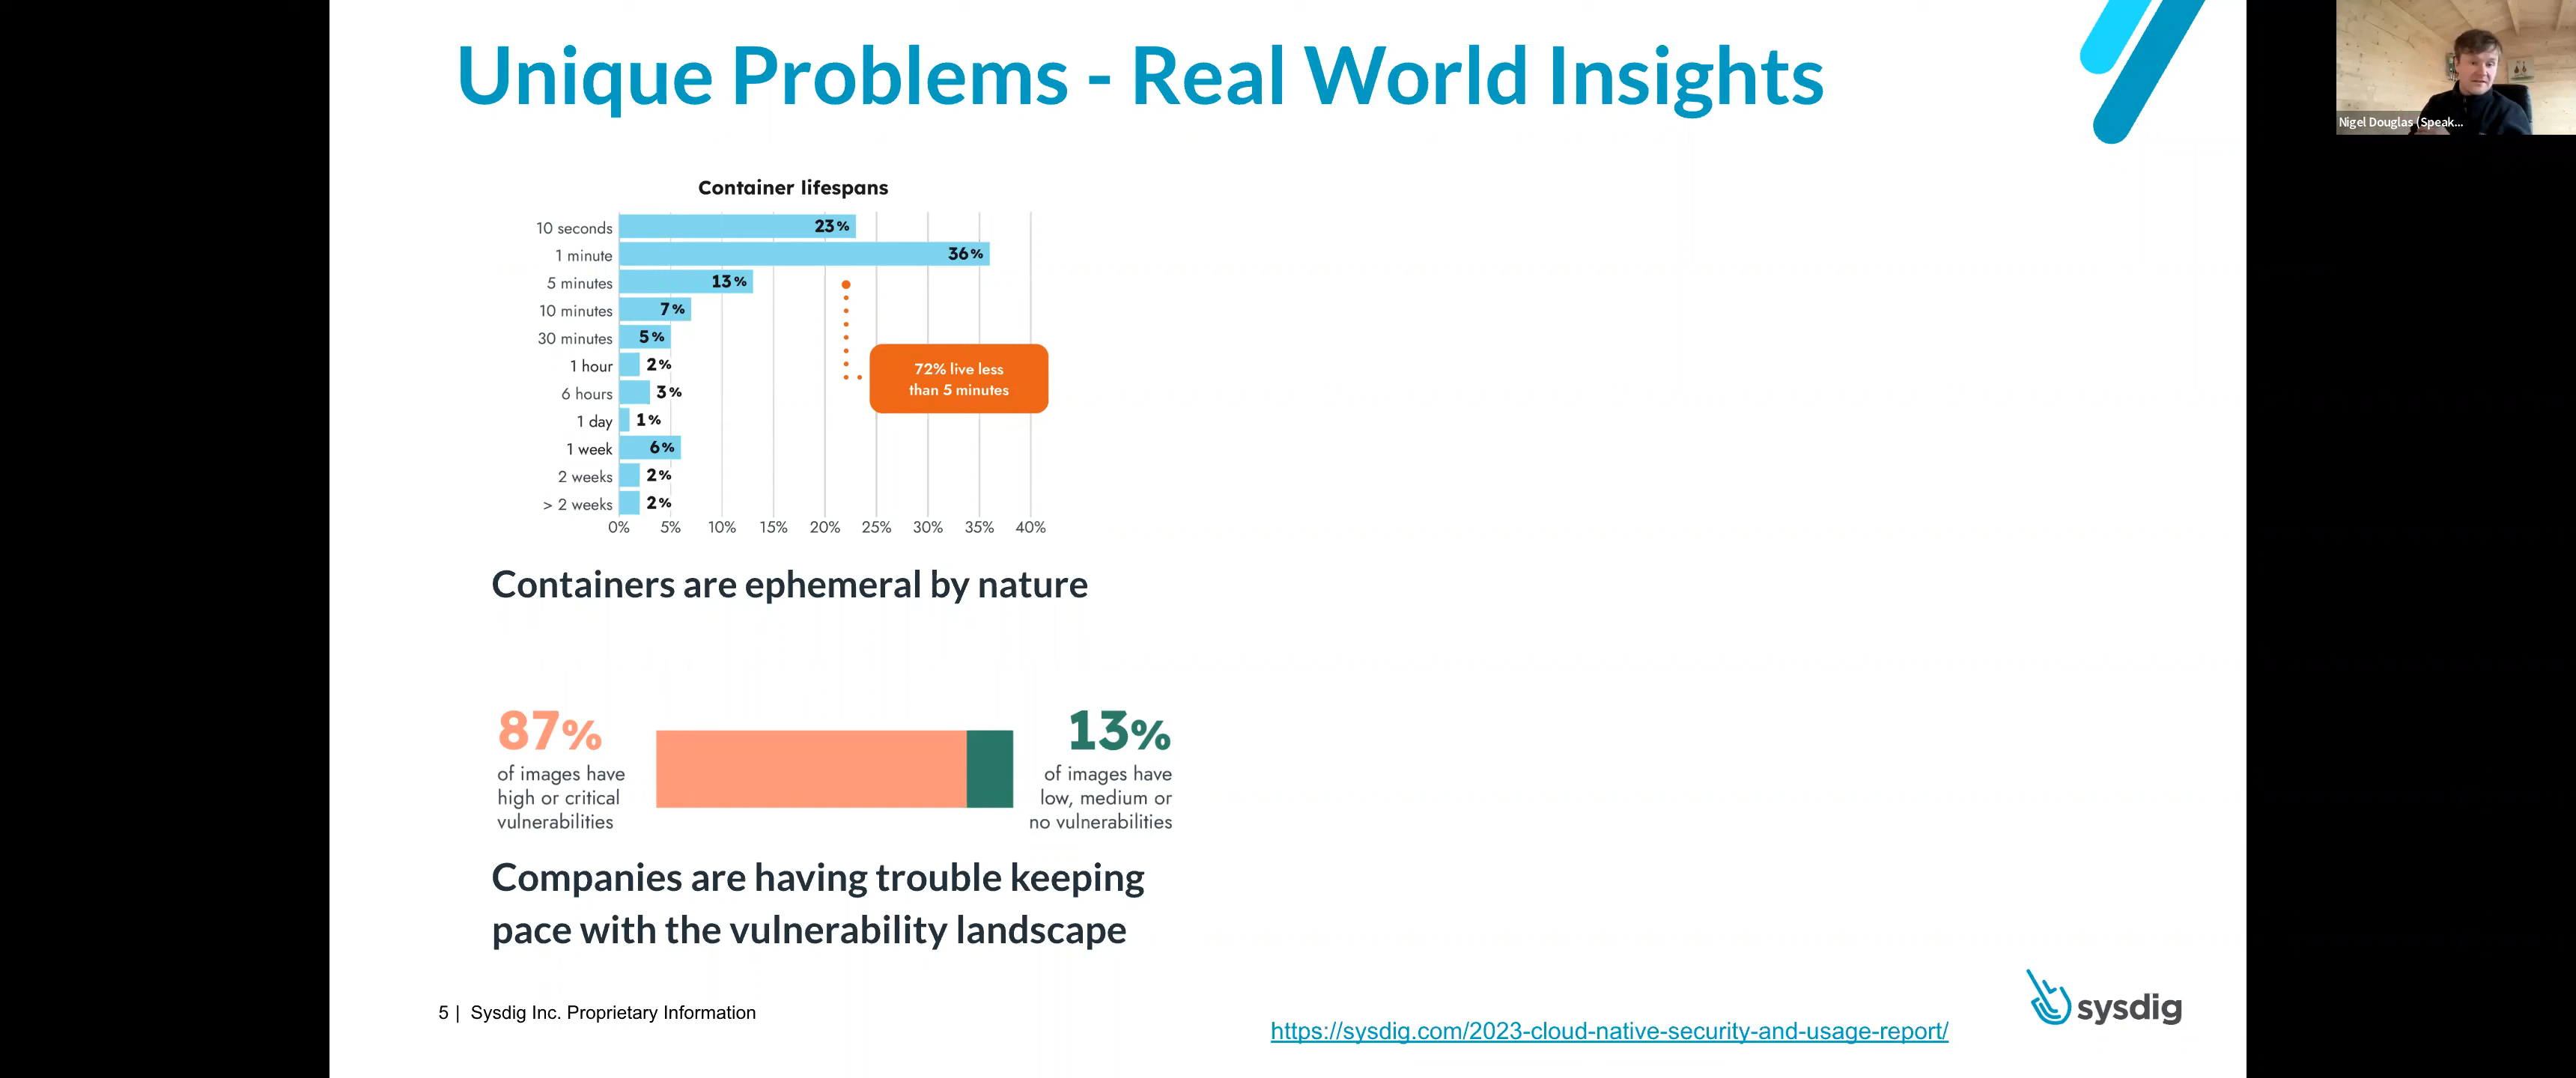 Unique Problems - Real World Insights
Nigel Douglas (Speak...
Container lifespans
10 seconds 23%
1 minute 36%
5 minutes 13%
10 minutes 7%
30 minutes 5%
1 hour 2%
6 hours 3%
1 day 1%
1 week 6%
2 weeks 2%
> 2 weeks 2%
0% 5% 10% 15% 20% 25% 30% 35% 40%
72% live less
than 5 minutes
Containers are ephemeral by nature
87%
of images have
high or critical
vulnerabilities
13%
of images have
low, medium or
no vulnerabilities
Companies are having trouble keeping
pace with the vulnerability landscape
5 | Sysdig Inc. Proprietary Information
https://sysdig.com/2023-cloud-native-security-and-usage-report/
sysdig